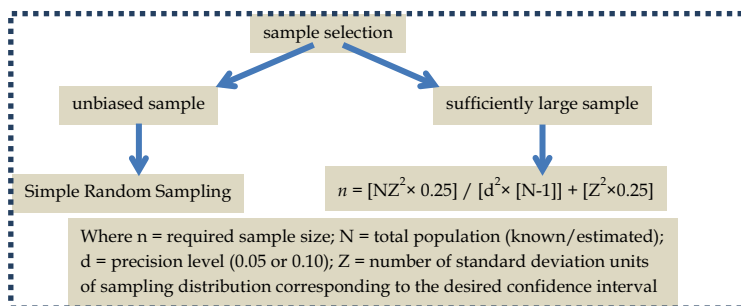 sample selection
unbiased sample
sufficiently large sample
Simple Random Sampling
n = [NZ²× 0.25] / [d²× [N-1]] + [Z²×0.25]
Where n = required sample size; N = total population (known/estimated);
d = precision level (0.05 or 0.10); Z = number of standard deviation units
of sampling distribution corresponding to the desired confidence interval